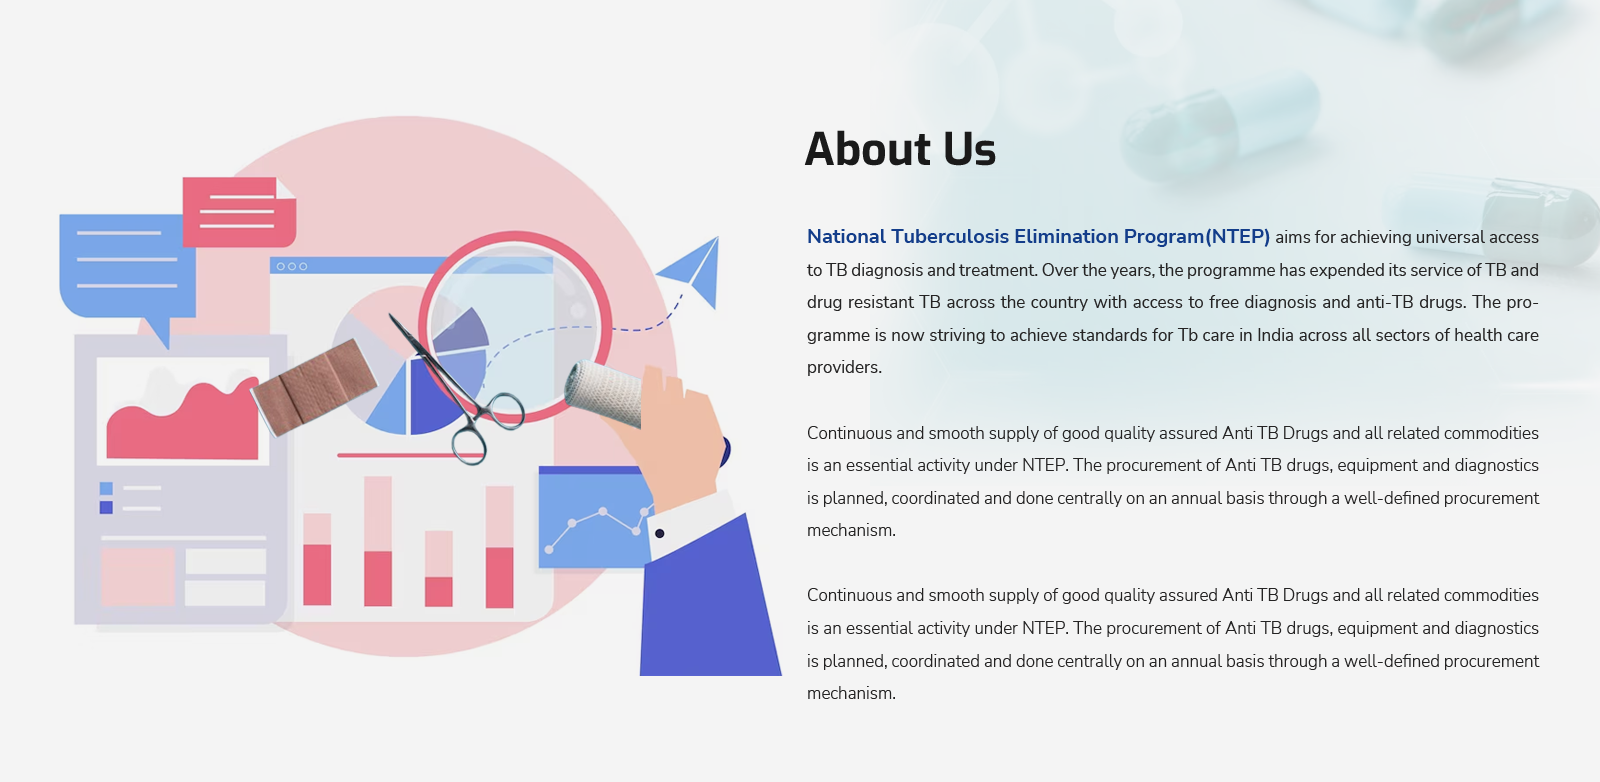 About Us
National Tuberculosis Elimination Program(NTEP) aims for achieving universal access
to TB diagnosis and treatment. Over the years, the programme has expended its service of TB and
drug resistant TB across the country with access to free diagnosis and anti-TB drugs. The pro-
gramme is now striving to achieve standards for Tb care in India across all sectors of health care
providers.
Continuous and smooth supply of good quality assured Anti TB Drugs and all related commodities
is an essential activity under NTEP. The procurement of Anti TB drugs, equipment and diagnostics
is planned, coordinated and done centrally on an annual basis through a well-defined procurement
mechanism.
Continuous and smooth supply of good quality assured Anti TB Drugs and all related commodities
is an essential activity under NTEP. The procurement of Anti TB drugs, equipment and diagnostics
is planned, coordinated and done centrally on an annual basis through a well-defined procurement
mechanism.